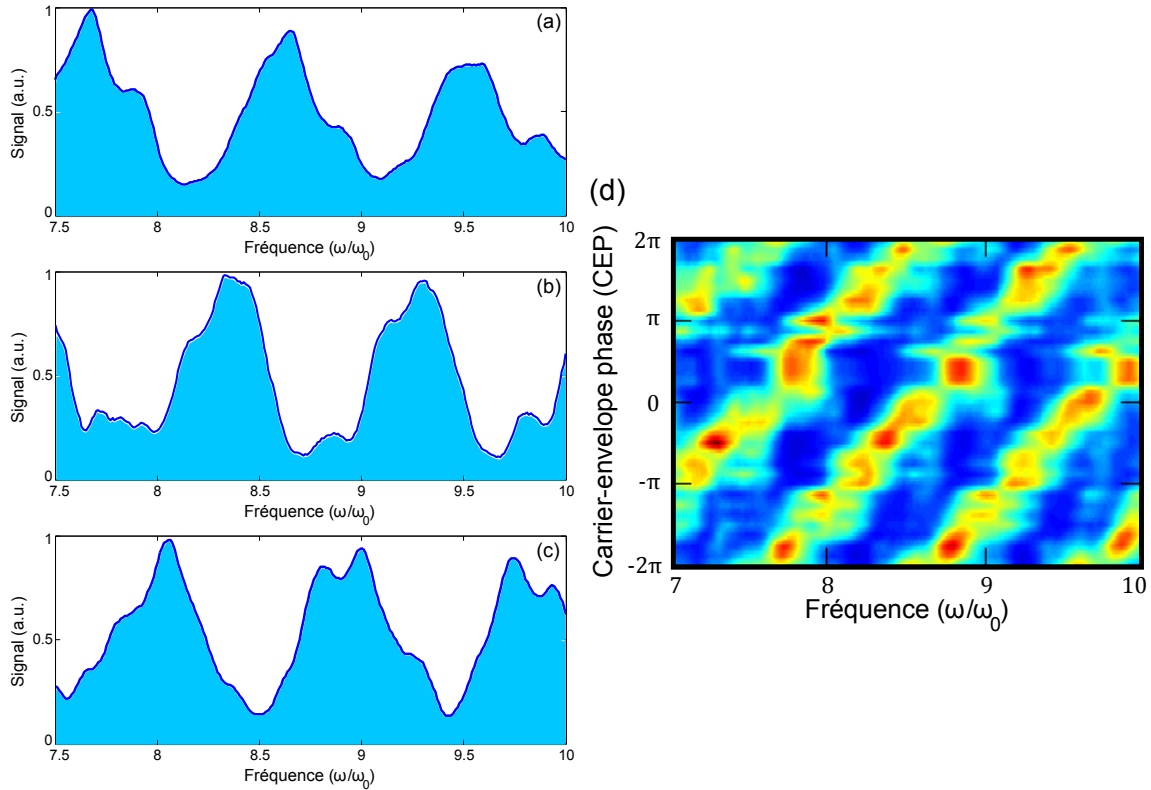 (a)
1
0.5
0
Signal (a.u.)
7.5 8 8.5 9 9.5 10
Fréquence (ω/ω₀)
(b)
1
0.5
0
Signal (a.u.)
7.5 8 8.5 9 9.5 10
Fréquence (ω/ω₀)
(c)
1
0.5
0
Signal (a.u.)
7.5 8 8.5 9 9.5 10
Fréquence (ω/ω₀)
(d)
Carrier-envelope phase (CEP)
2π
π
0
-π
-2π
7 8 9 10
Fréquence (ω/ω₀)